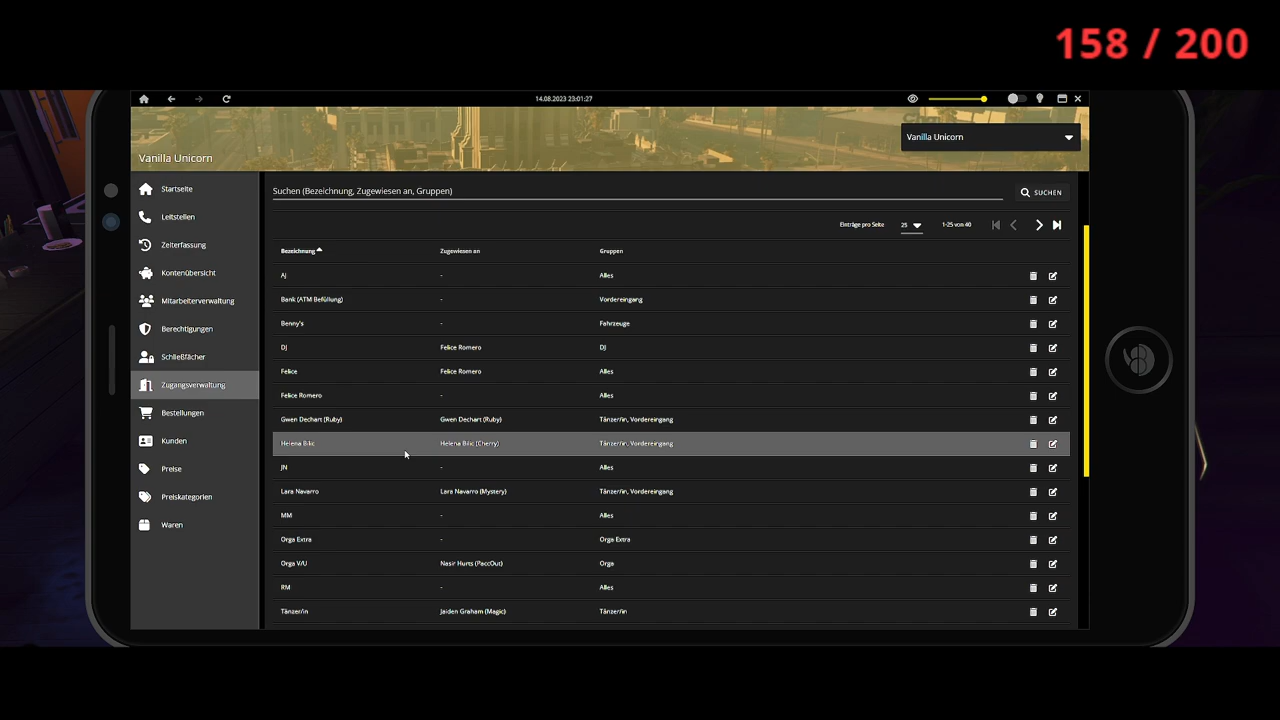 158 / 200
14.08.2023 23:01:27
Vanilla Unicorn
Vanilla Unicorn
Startseite
Leitstellen
Zeiterfassung
Kontenübersicht
Mitarbeiterverwaltung
Berechtigungen
Schließfächer
Zugangsverwaltung
Bestellungen
Kunden
Preise
Preiskategorien
Waren
Suchen (Bezeichnung, Zugewiesen an, Gruppen)
SUCHEN
Einträge pro Seite 25 1-25 von 40
Bezeichnung Zugewiesen an Gruppen
AJ - Alles
Bank (ATM Befüllung) - Vordereingang
Benny's - Fahrzeuge
DJ Felice Romero DJ
Felice Felice Romero Alles
Felice Romero - Alles
Gwen Dechart (Ruby) Gwen Dechart (Ruby) Tänzer/in, Vordereingang
Helena Bilic Helena Bilic (Cherry) Tänzer/in, Vordereingang
JN - Alles
Lara Navarro Lara Navarro (Mystery) Tänzer/in, Vordereingang
MM - Alles
Orga Extra - Orga Extra
Orga V/U Nasir Hurts (PaccOut) Orga
RM - Alles
Tänzer/in Jaiden Graham (Magic) Tänzer/in